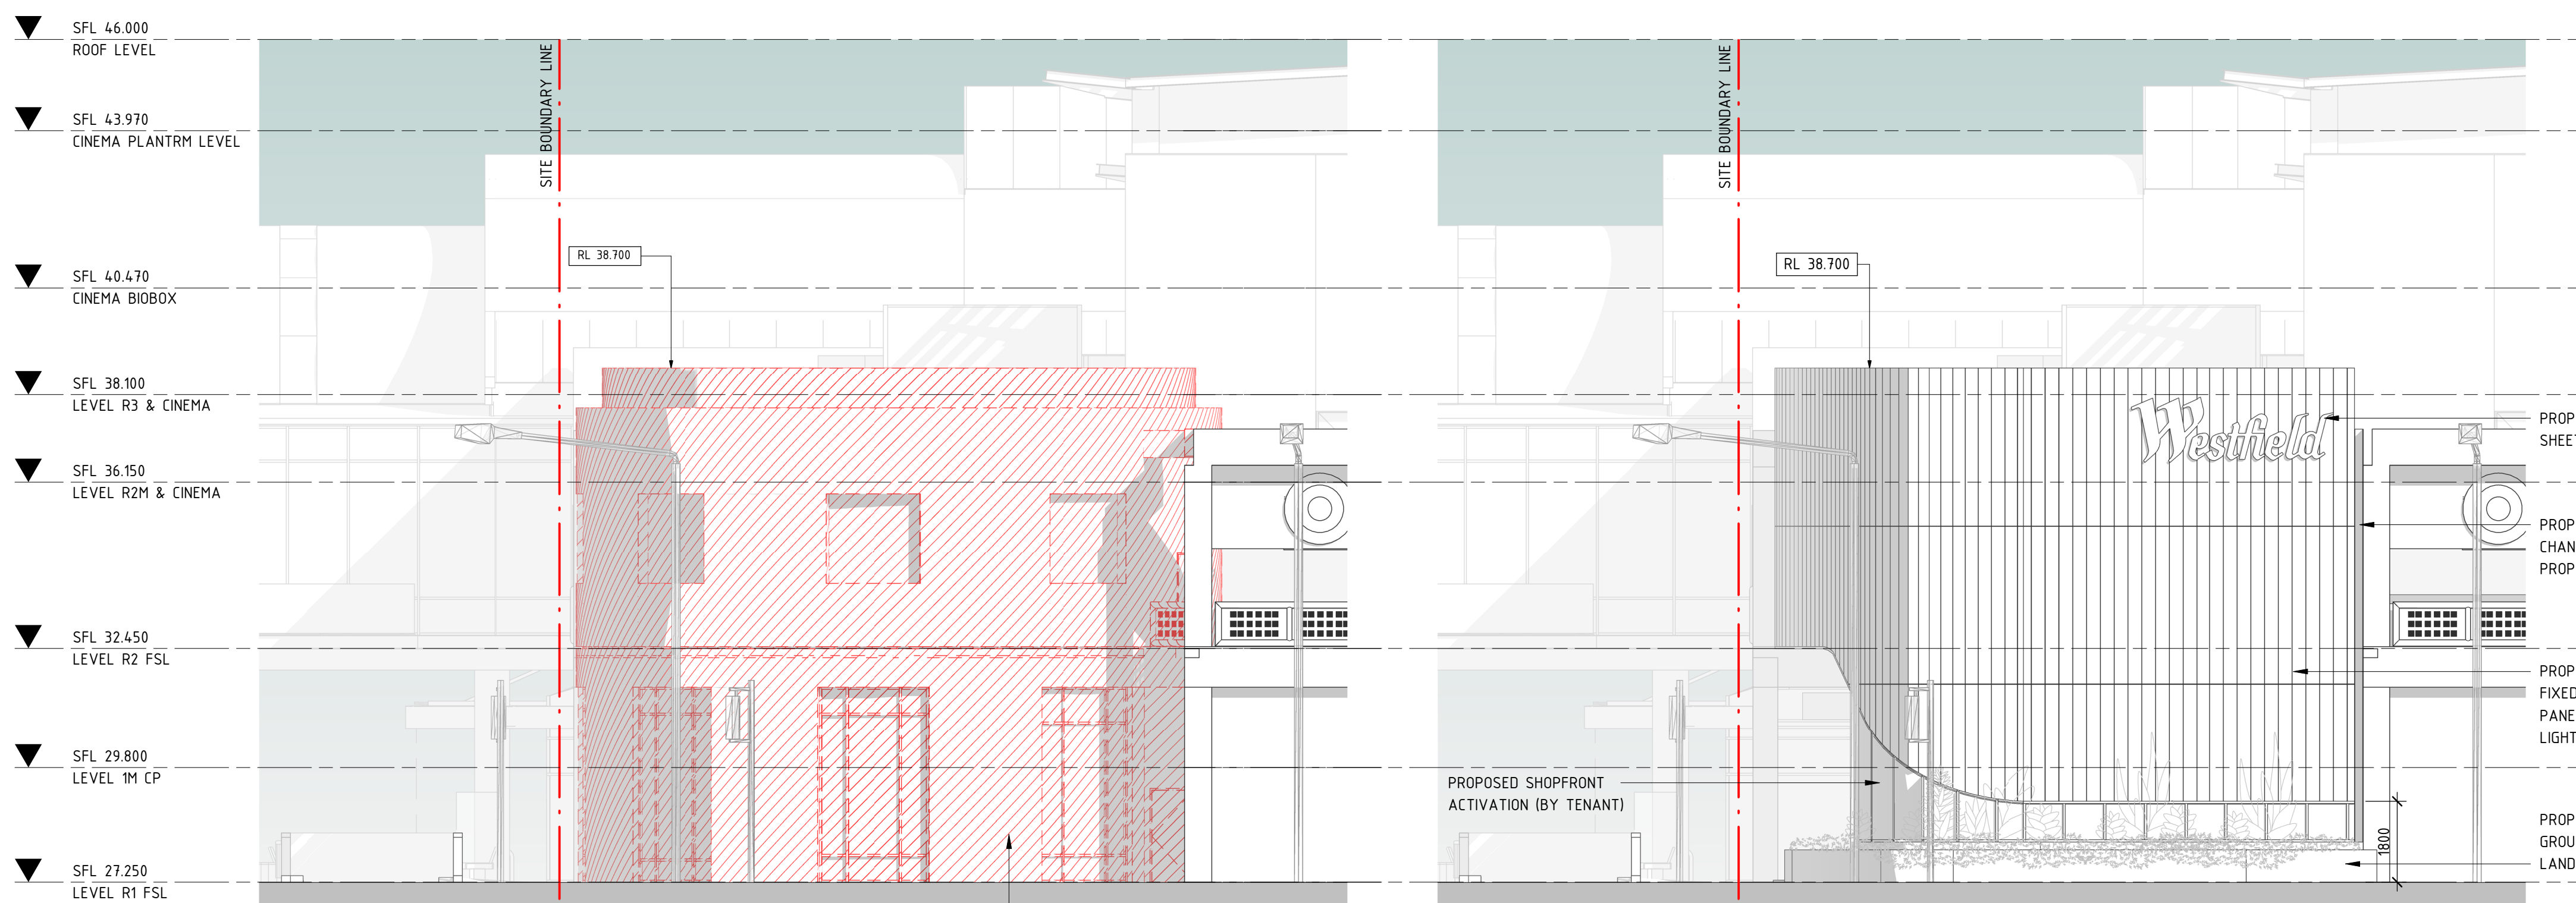 SFL 46.000
ROOF LEVEL
SFL 43.970
CINEMA PLANTRM LEVEL
SFL 40.470
CINEMA BIOBOX
SFL 38.100
LEVEL R3 & CINEMA
SFL 36.150
LEVEL R2M & CINEMA
SFL 32.450
LEVEL R2 FSL
SFL 29.800
LEVEL 1M CP
SFL 27.250
LEVEL R1 FSL
SITE BOUNDARY LINE
RL 38.700
SITE BOUNDARY LINE
RL 38.700
Westfield
PROPOSED SHOPFRONT
ACTIVATION (BY TENANT)
1800
PROP
SHEET
PROP
CHAN
PROP
PROP
FIXED
PANE
LIGHT
PROP
GROU
LAND